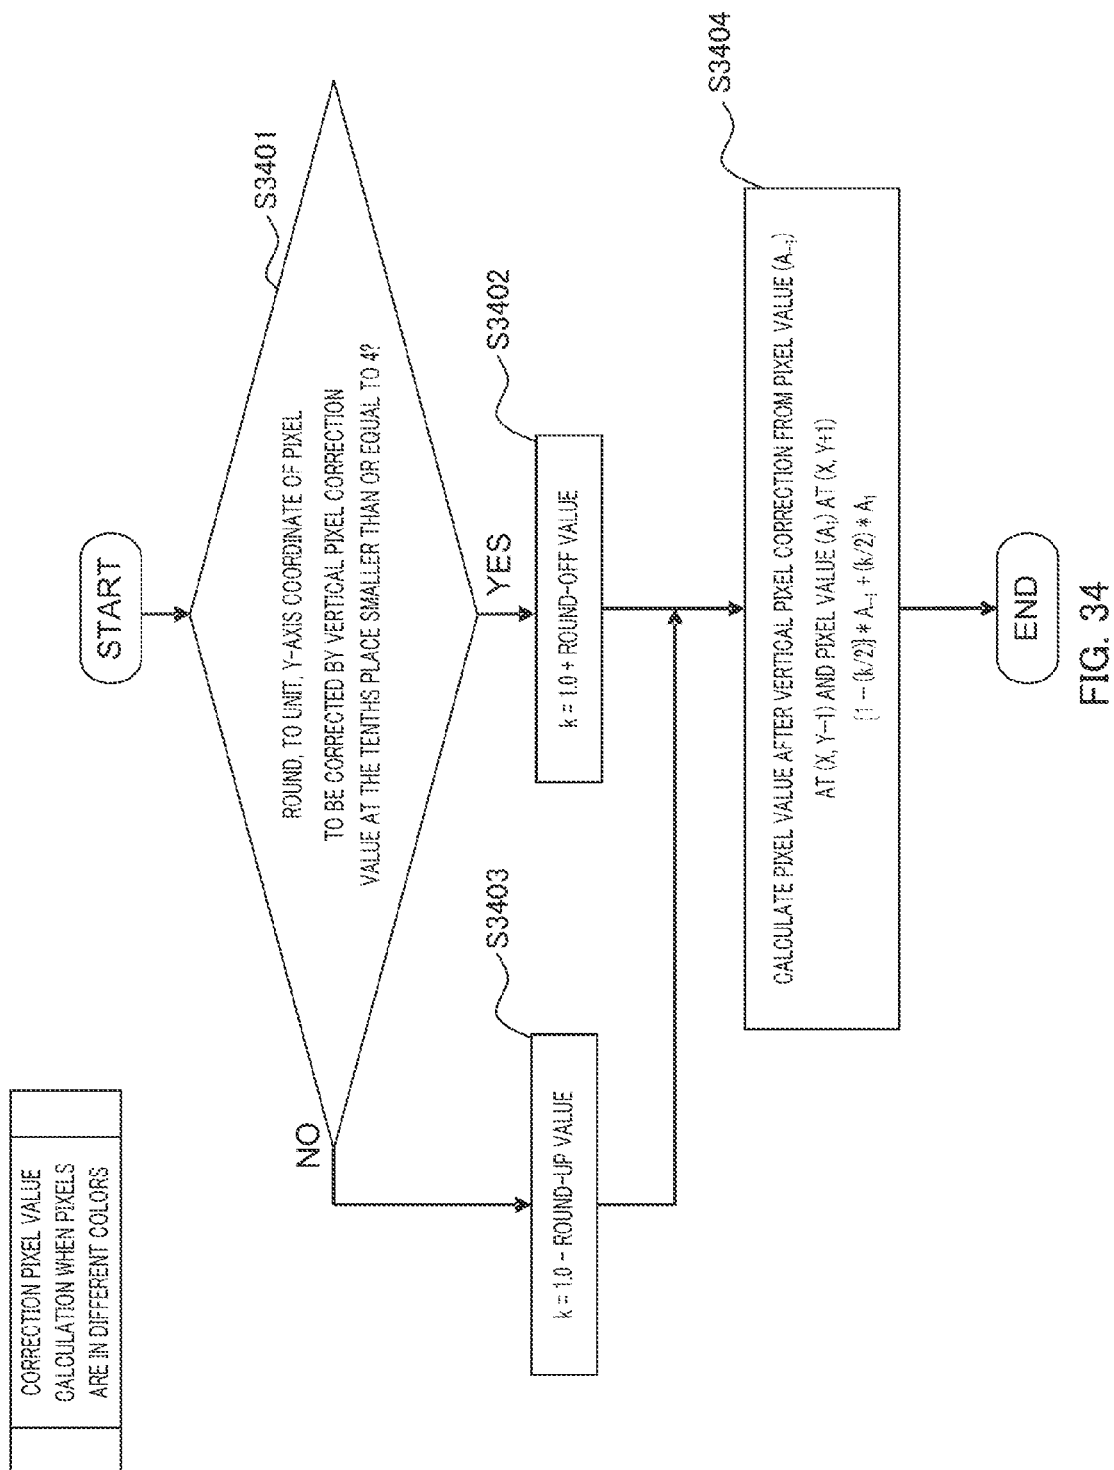 CORRECTION PIXEL VALUE
CALCULATION WHEN PIXELS
ARE IN DIFFERENT COLORS
START
S3401
ROUND, TO UNIT, Y-AXIS COORDINATE OF PIXEL
TO BE CORRECTED BY VERTICAL PIXEL CORRECTION
VALUE AT THE TENTHS PLACE SMALLER THAN OR EQUAL TO 4?
NO
YES
S3403
k = 1.0 - ROUND-UP VALUE
S3402
k = 1.0 + ROUND-OFF VALUE
S3404
CALCULATE PIXEL VALUE AFTER VERTICAL PIXEL CORRECTION FROM PIXEL VALUE (A₋₁)
AT (X, Y-1) AND PIXEL VALUE (A₁) AT (X, Y+1)
[1 - (k/2)] * A₋₁ + (k/2) * A₁
END
FIG. 34